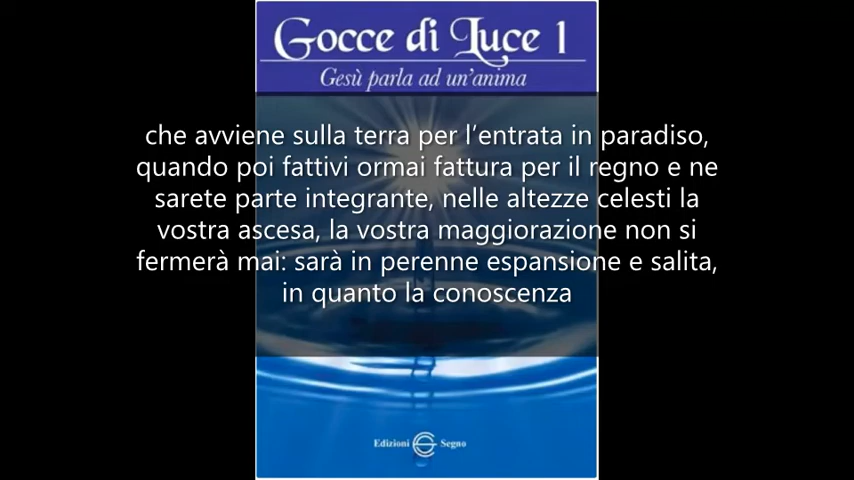 Gocce di Luce 1
Gesù parla ad un'anima
che avviene sulla terra per l'entrata in paradiso,
quando poi fattivi ormai fattura per il regno e ne
sarete parte integrante, nelle altezze celesti la
vostra ascesa, la vostra maggiorazione non si
fermerà mai: sarà in perenne espansione e salita,
in quanto la conoscenza
Edizioni Segno